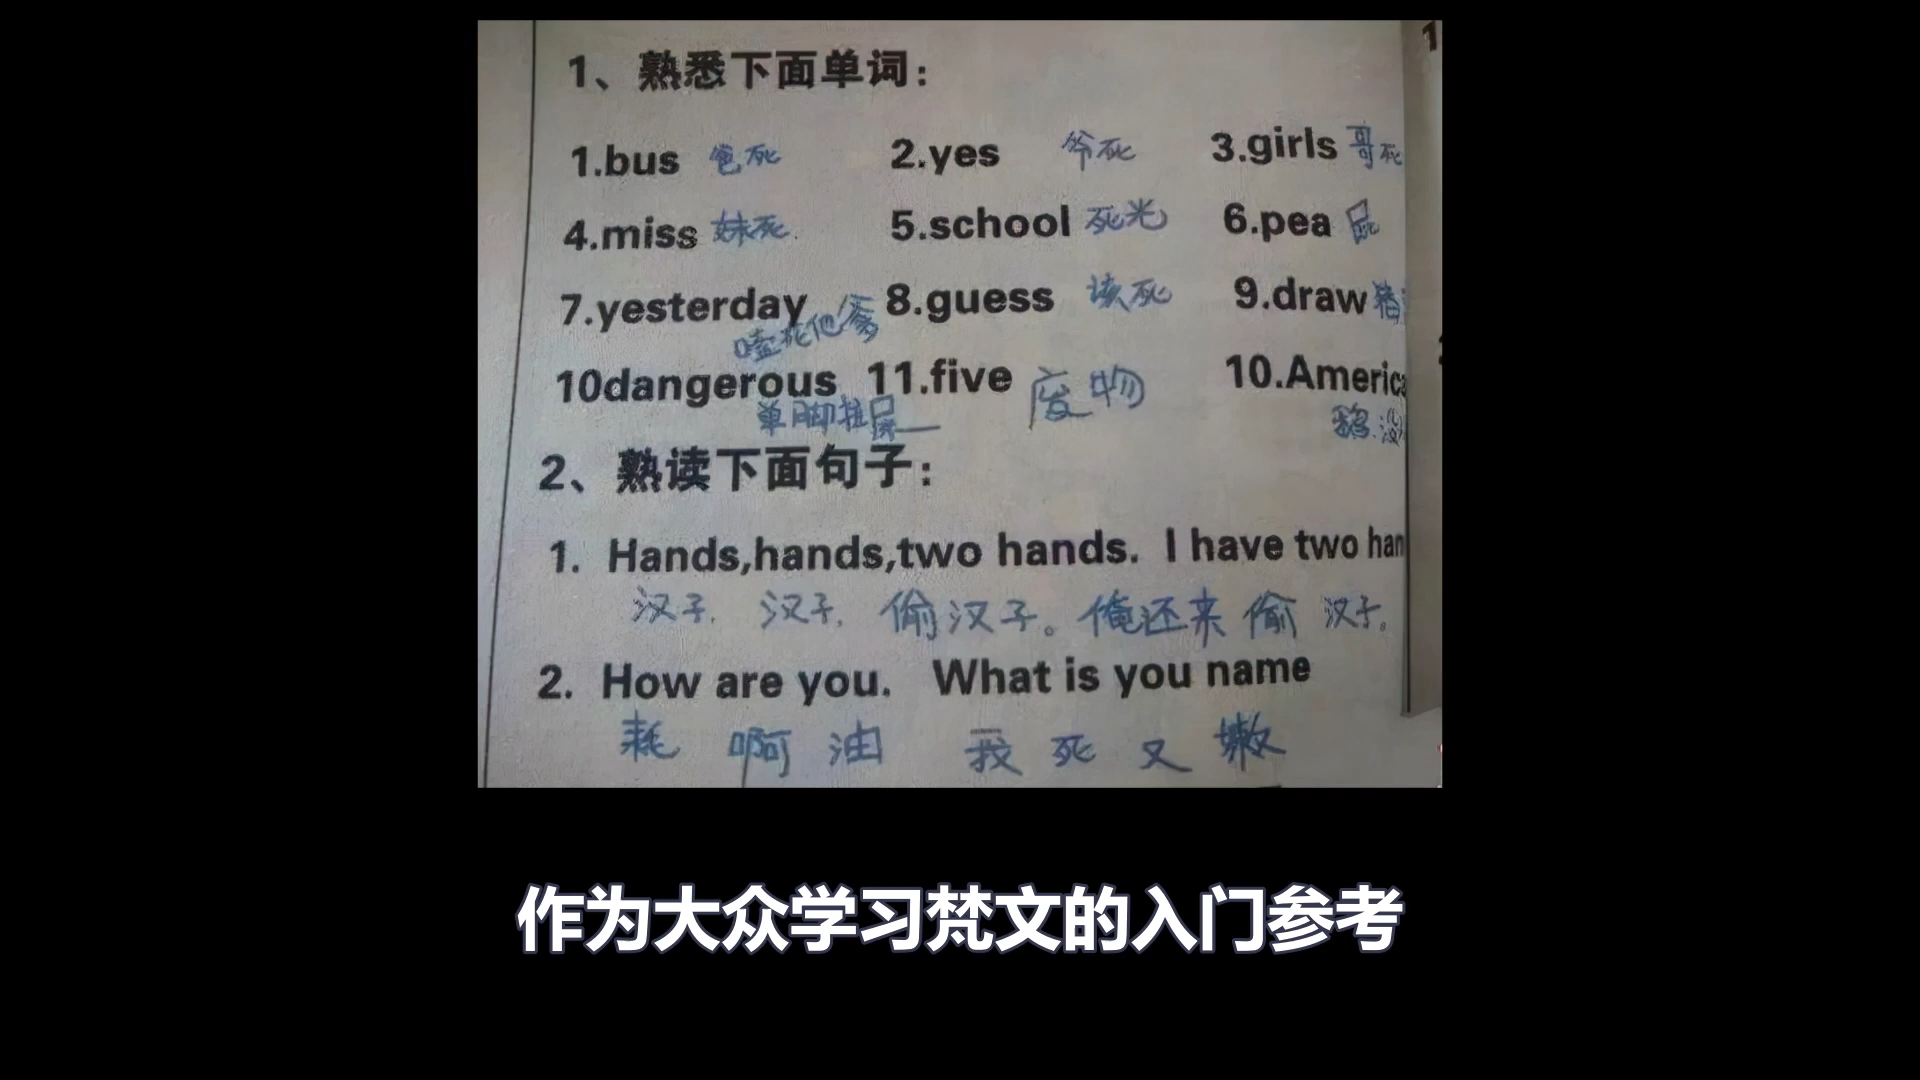 1、熟悉下面单词：
1.bus 爸死 2.yes 爷死 3.girls 哥死
4.miss 妹死. 5.school 死光 6.pea 屁
7.yesterday 8.guess 该死 9.draw 猪
噎死他爹
10dangerous 11.five 废物 10.Americ
单脚拉屎
2、熟读下面句子：
1. Hands,hands,two hands. I have two han
汉子. 汉子. 偷汉子。俺还来偷 汉子。
2. How are you. What is you name
耗 啊 油 我 死 又 嫩
作为大众学习梵文的入门参考